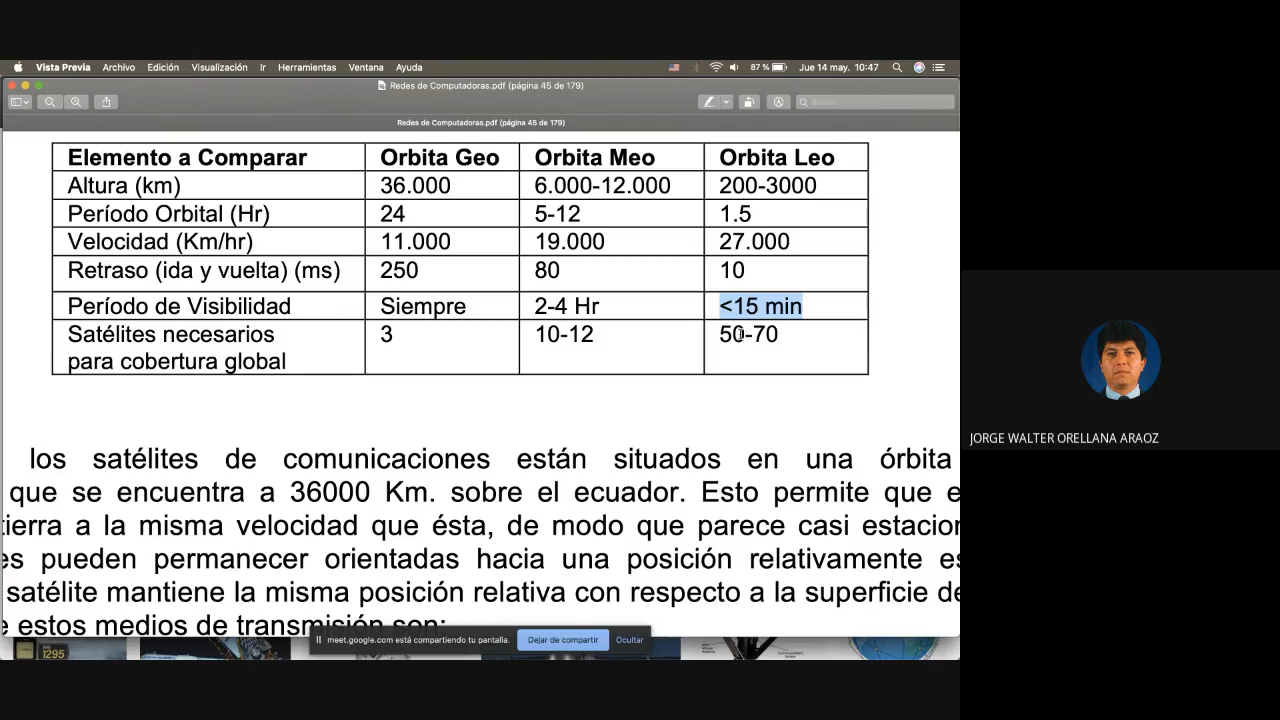 Vista Previa Archivo Edición Visualización Ir Herramientas Ventana Ayuda 87 % Jue 14 may. 10:47
Redes de Computadoras.pdf (página 45 de 179)
Buscar
Redes de Computadoras.pdf (página 45 de 179)
Elemento a Comparar Orbita Geo Orbita Meo Orbita Leo
Altura (km) 36.000 6.000-12.000 200-3000
Período Orbital (Hr) 24 5-12 1.5
Velocidad (Km/hr) 11.000 19.000 27.000
Retraso (ida y vuelta) (ms) 250 80 10
Período de Visibilidad Siempre 2-4 Hr <15 min
Satélites necesarios 3 10-12 50-70
para cobertura global
los satélites de comunicaciones están situados en una órbita
que se encuentra a 36000 Km. sobre el ecuador. Esto permite que e
tierra a la misma velocidad que ésta, de modo que parece casi estacion
es pueden permanecer orientadas hacia una posición relativamente es
satélite mantiene la misma posición relativa con respecto a la superficie de
e estos medios de transmisión son:
meet.google.com está compartiendo tu pantalla. Dejar de compartir Ocultar
1295
JORGE WALTER ORELLANA ARAOZ